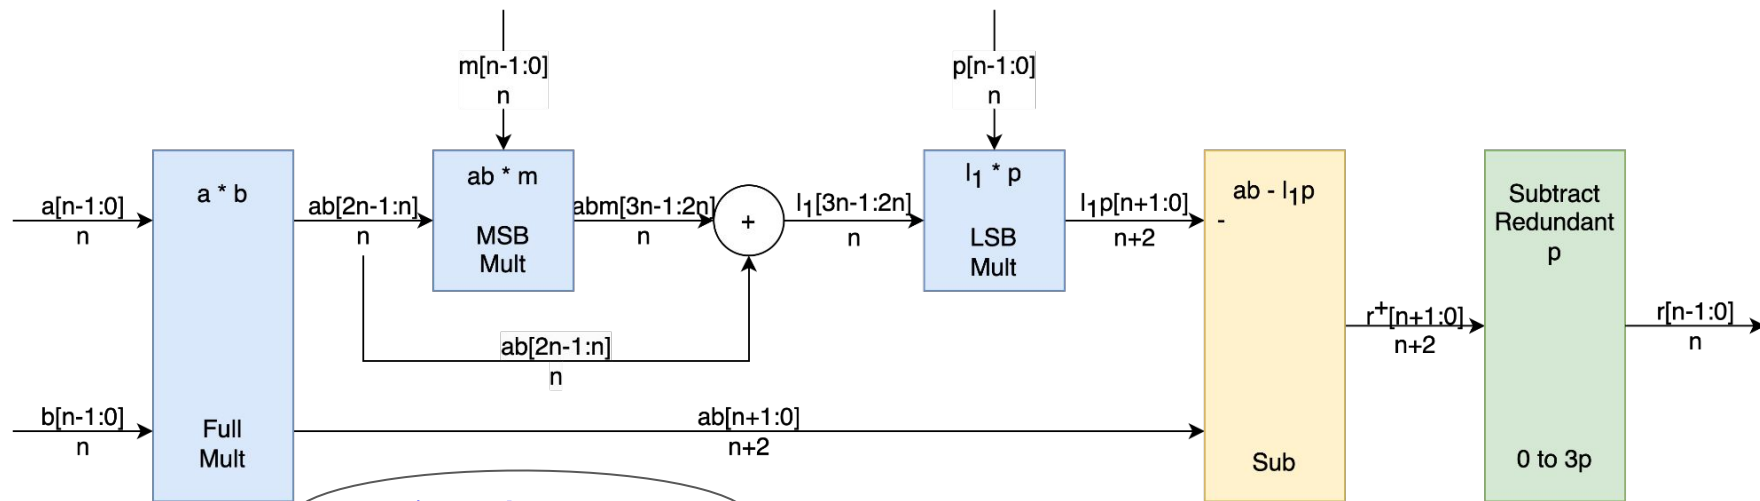 m[n-1:0]
n
p[n-1:0]
n
a[n-1:0]
n
a * b
ab[2n-1:n]
n
ab * m
MSB
Mult
abm[3n-1:2n]
n
+
l₁[3n-1:2n]
n
l₁ * p
LSB
Mult
l₁p[n+1:0]
n+2
-
ab - l₁p
Subtract
Redundant
p
ab[2n-1:n]
n
r⁺[n+1:0]
n+2
r[n-1:0]
n
b[n-1:0]
n
Full
Mult
ab[n+1:0]
n+2
Sub
0 to 3p